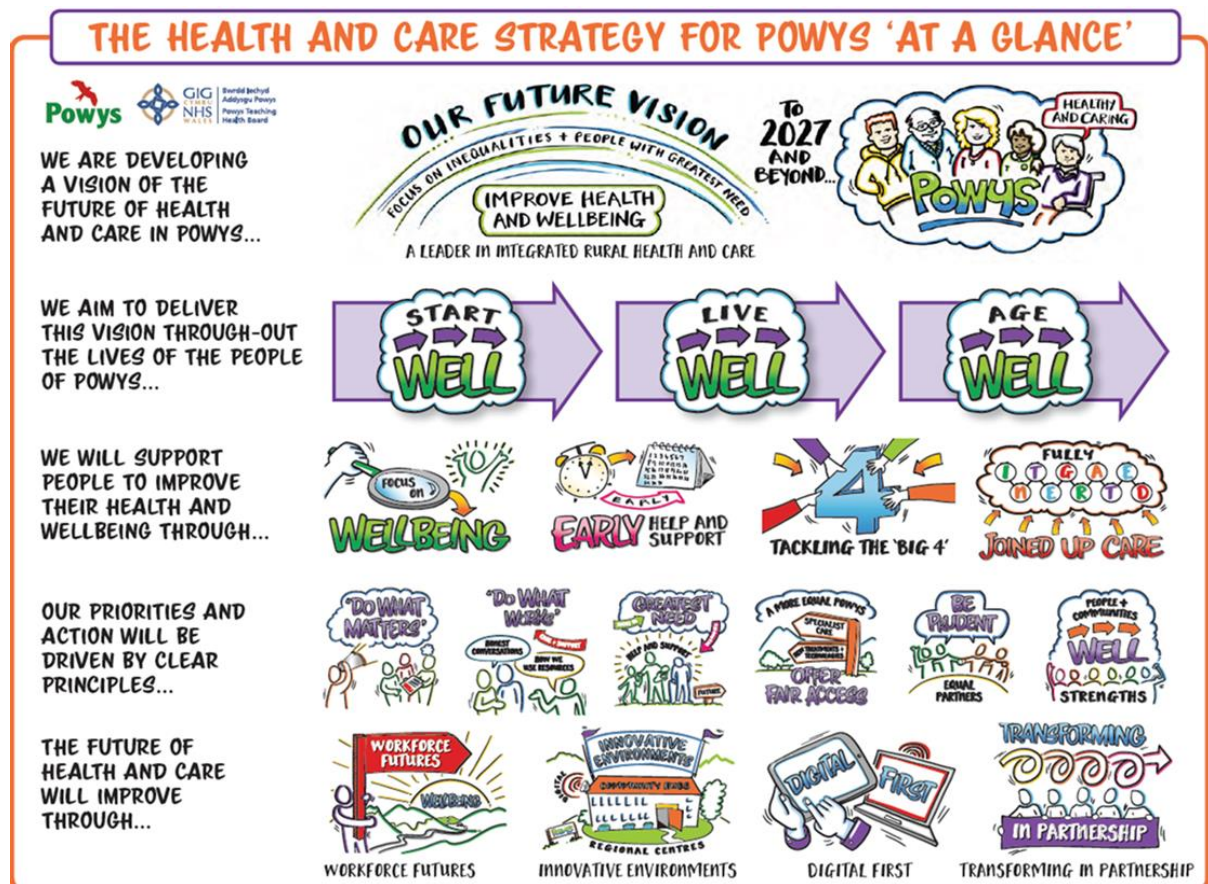 THE HEALTH AND CARE STRATEGY FOR POWYS ‘AT A GLANCE’
Powys
GIG
CYMRU
NHS
WALES
Bwrdd Iechyd
Addysgu Powys
Powys Teaching
Health Board
WE ARE DEVELOPING
A VISION OF THE
FUTURE OF HEALTH
AND CARE IN POWYS...
OUR FUTURE VISION
FOCUS ON INEQUALITIES + PEOPLE WITH GREATEST NEED
IMPROVE HEALTH
AND WELLBEING
A LEADER IN INTEGRATED RURAL HEALTH AND CARE
TO
2027
AND
BEYOND...
HEALTHY
AND CARING
POWYS
WE AIM TO DELIVER
THIS VISION THROUGH-OUT
THE LIVES OF THE PEOPLE
OF POWYS...
START
WELL
LIVE
WELL
AGE
WELL
WE WILL SUPPORT
PEOPLE TO IMPROVE
THEIR HEALTH AND
WELLBEING THROUGH...
FOCUS
ON
WELLBEING
EARLY
EARLY HELP AND
SUPPORT
4
TACKLING THE ‘BIG 4’
FULLY
I T G A E
N E R T D
JOINED UP CARE
OUR PRIORITIES AND
ACTION WILL BE
DRIVEN BY CLEAR
PRINCIPLES...
‘DO WHAT
MATTERS’
‘DO WHAT
WORKS’
HONEST
CONVERSATIONS
HOW WE
USE RESOURCES
GREATEST
NEED
HELP AND SUPPORT
FUTURE
A MORE EQUAL POWYS
SPECIALIST
CARE
NEW TREATMENTS +
TECHNOLOGIES
OFFER
FAIR ACCESS
BE
PRUDENT
EQUAL
PARTNERS
PEOPLE +
COMMUNITIES
WELL
STRENGTHS
THE FUTURE OF
HEALTH AND CARE
WILL IMPROVE
THROUGH...
WORKFORCE
FUTURES
WELLBEING
WORKFORCE FUTURES
INNOVATIVE
ENVIRONMENTS
COMMUNITY HUBS
DIGITAL
REGIONAL CENTRES
INNOVATIVE ENVIRONMENTS
DIGITAL
FIRST
DIGITAL FIRST
TRANSFORMING
IN PARTNERSHIP
TRANSFORMING IN PARTNERSHIP